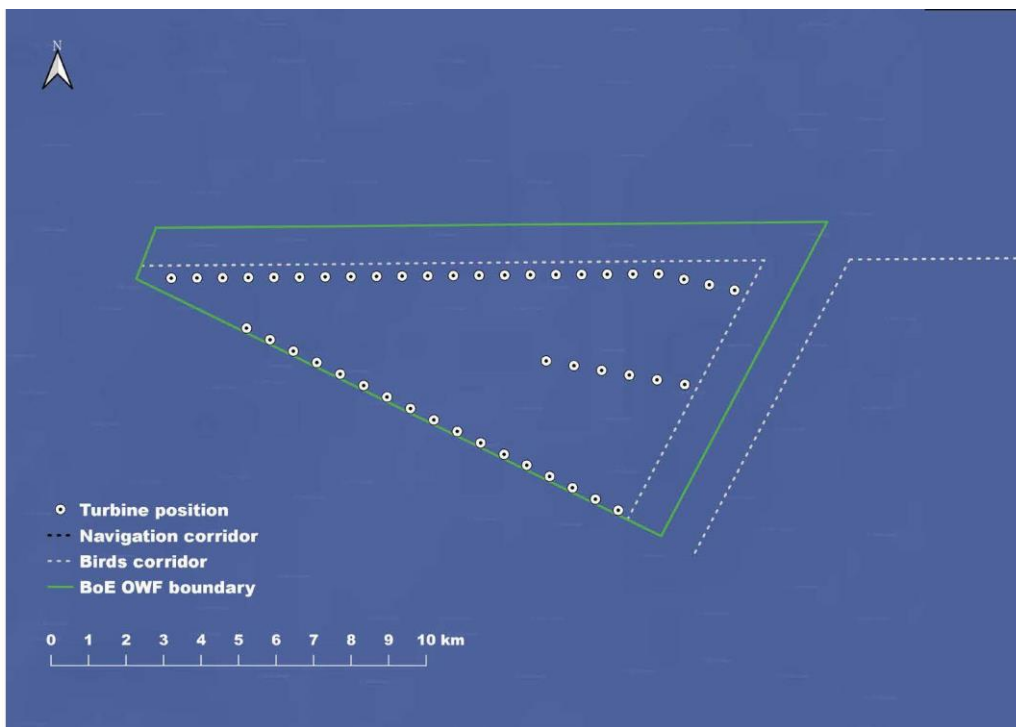 N
Turbine position
Navigation corridor
Birds corridor
BoE OWF boundary
0 1 2 3 4 5 6 7 8 9 10 km